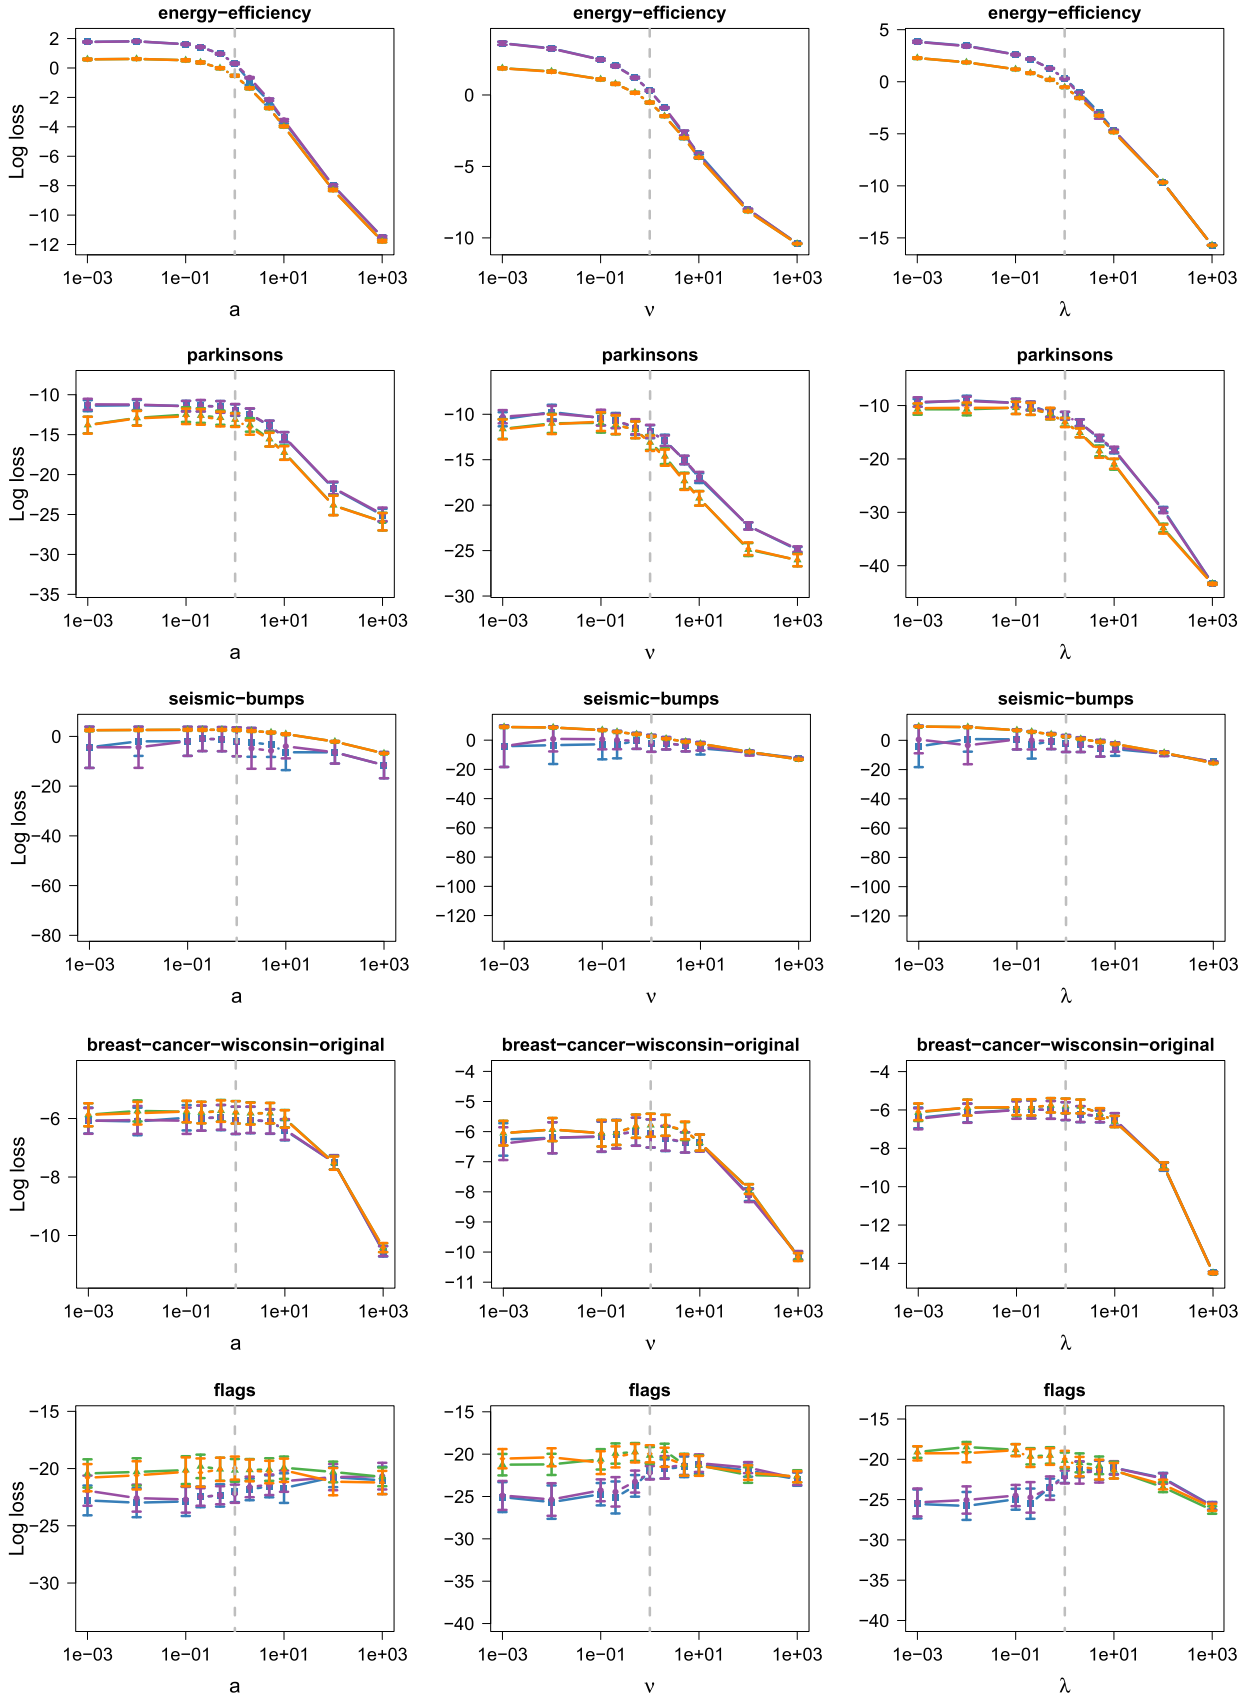 energy−efficiency
Log loss
2
0
−2
−4
−6
−8
−10
−12
1e−03 1e−01 1e+01 1e+03
a
energy−efficiency
0
−5
−10
1e−03 1e−01 1e+01 1e+03
ν
energy−efficiency
5
0
−5
−10
−15
1e−03 1e−01 1e+01 1e+03
λ
parkinsons
Log loss
−10
−15
−20
−25
−30
−35
1e−03 1e−01 1e+01 1e+03
a
parkinsons
−10
−15
−20
−25
−30
1e−03 1e−01 1e+01 1e+03
ν
parkinsons
−10
−20
−30
−40
1e−03 1e−01 1e+01 1e+03
λ
seismic−bumps
Log loss
0
−20
−40
−60
−80
1e−03 1e−01 1e+01 1e+03
a
seismic−bumps
0
−20
−40
−60
−80
−100
−120
1e−03 1e−01 1e+01 1e+03
ν
seismic−bumps
0
−20
−40
−60
−80
−100
−120
1e−03 1e−01 1e+01 1e+03
λ
breast−cancer−wisconsin−original
Log loss
−6
−8
−10
1e−03 1e−01 1e+01 1e+03
a
breast−cancer−wisconsin−original
−4
−5
−6
−7
−8
−9
−10
−11
1e−03 1e−01 1e+01 1e+03
ν
breast−cancer−wisconsin−original
−4
−6
−8
−10
−12
−14
1e−03 1e−01 1e+01 1e+03
λ
flags
Log loss
−15
−20
−25
−30
1e−03 1e−01 1e+01 1e+03
a
flags
−15
−20
−25
−30
−35
−40
1e−03 1e−01 1e+01 1e+03
ν
flags
−15
−20
−25
−30
−35
−40
1e−03 1e−01 1e+01 1e+03
λ